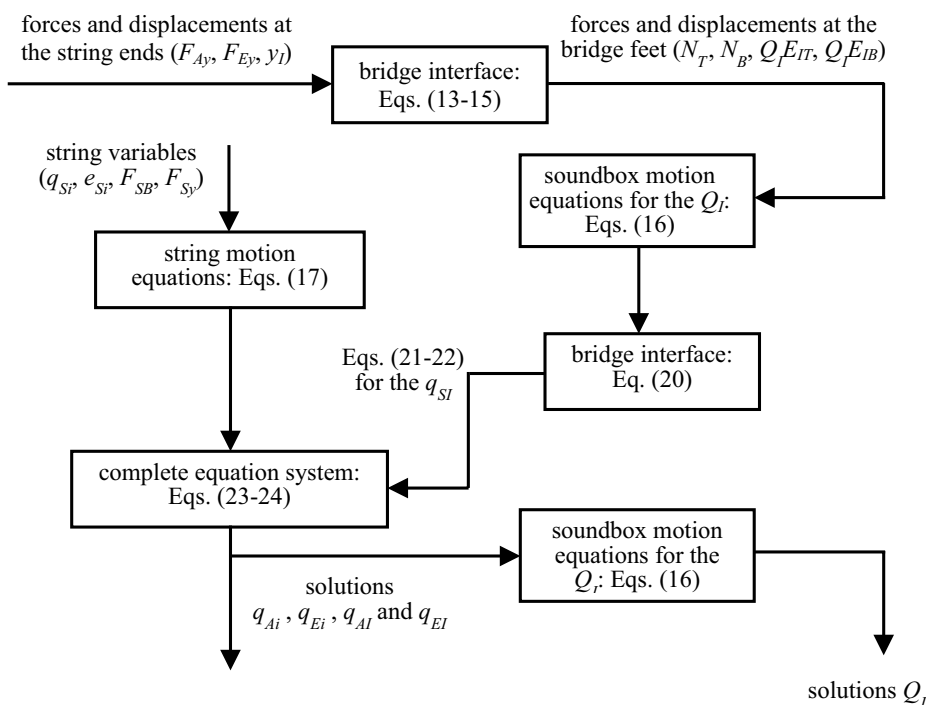 forces and displacements at
the string ends (F_Ay, F_Ey, y_I)
forces and displacements at the
bridge feet (N_T, N_B, Q_I E_IT, Q_I E_IB)
bridge interface:
Eqs. (13-15)
string variables
(q_Si, e_Si, F_SB, F_Sy)
soundbox motion
equations for the Q_I:
Eqs. (16)
string motion
equations: Eqs. (17)
Eqs. (21-22)
for the q_SI
bridge interface:
Eq. (20)
complete equation system:
Eqs. (23-24)
soundbox motion
equations for the
Q_I: Eqs. (16)
solutions
q_Ai , q_Ei , q_AI and q_EI
solutions Q_I